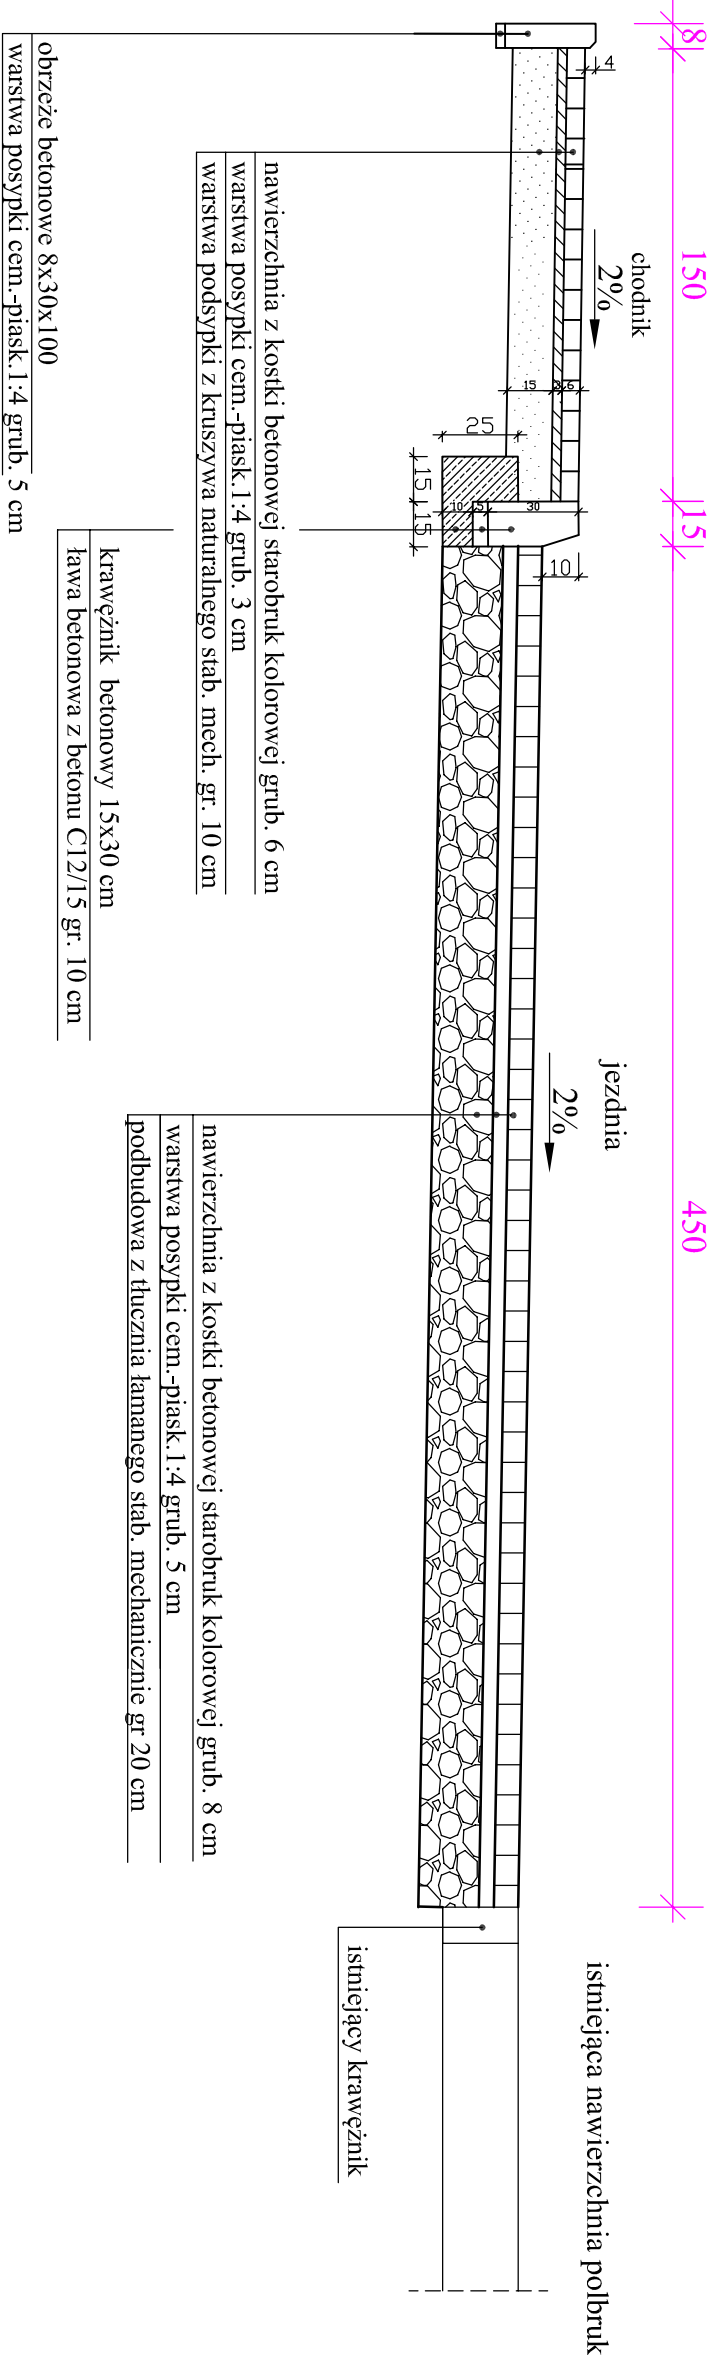 8
150
15
450
4
chodnik
2%
15
3
6
25
15
15
10
5
30
10
jezdnia
2%
istniejąca nawierzchnia polbruk
istniejący krawężnik
nawierzchnia z kostki betonowej starobruk kolorowej grub. 6 cm
warstwa posypki cem.-piask.1:4 grub. 3 cm
warstwa podsypki z kruszywa naturalnego stab. mech. gr. 10 cm
nawierzchnia z kostki betonowej starobruk kolorowej grub. 8 cm
warstwa posypki cem.-piask.1:4 grub. 5 cm
podbudowa z tłucznia łamanego stab. mechanicznie gr 20 cm
krawężnik betonowy 15x30 cm
ława betonowa z betonu C12/15 gr. 10 cm
obrzeże betonowe 8x30x100
warstwa posypki cem.-piask.1:4 grub. 5 cm